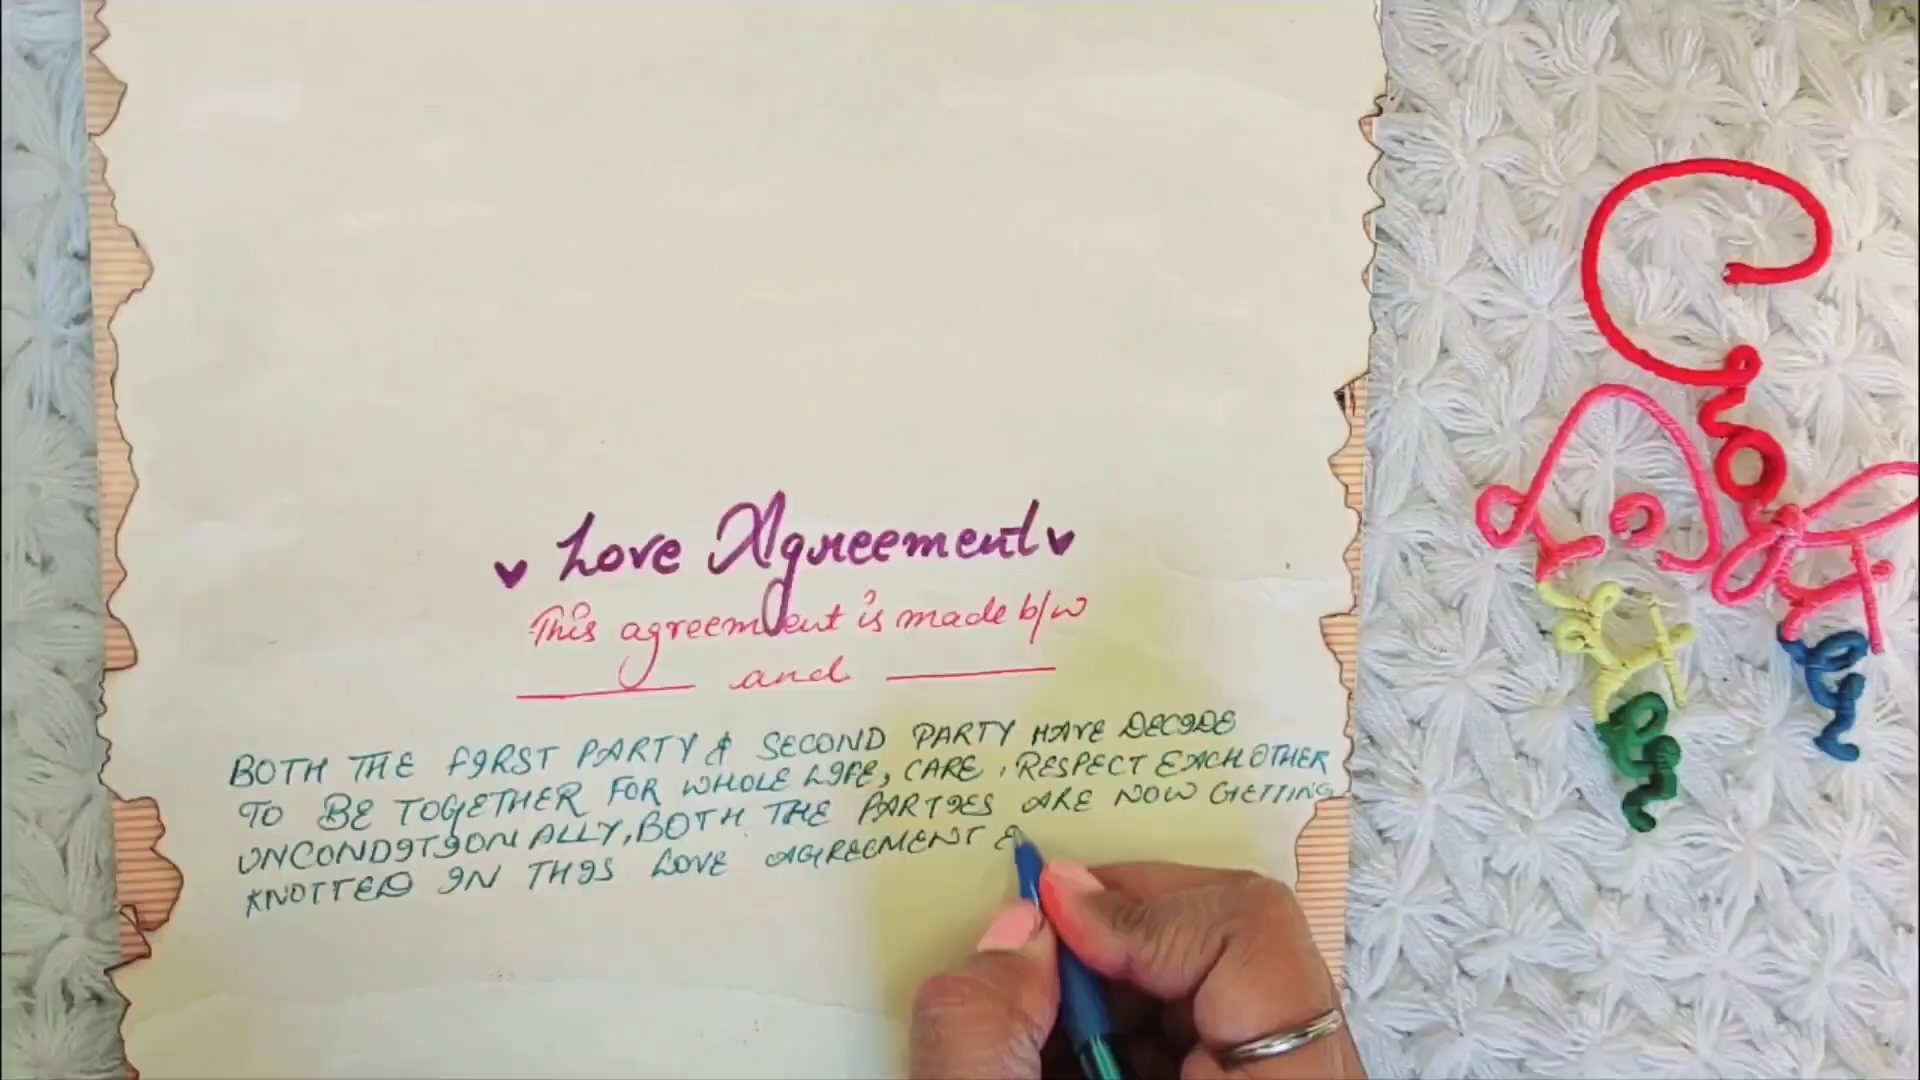 Love Agreement
This agreement is made b/w
and
BOTH THE FIRST PARTY & SECOND PARTY HAVE DECIDE
TO BE TOGETHER FOR WHOLE LIFE, CARE, RESPECT EACH OTHER
UNCONDITIONALLY, BOTH THE PARTIES ARE NOW GETTING
KNOTTED IN THIS LOVE AGREEMENT &